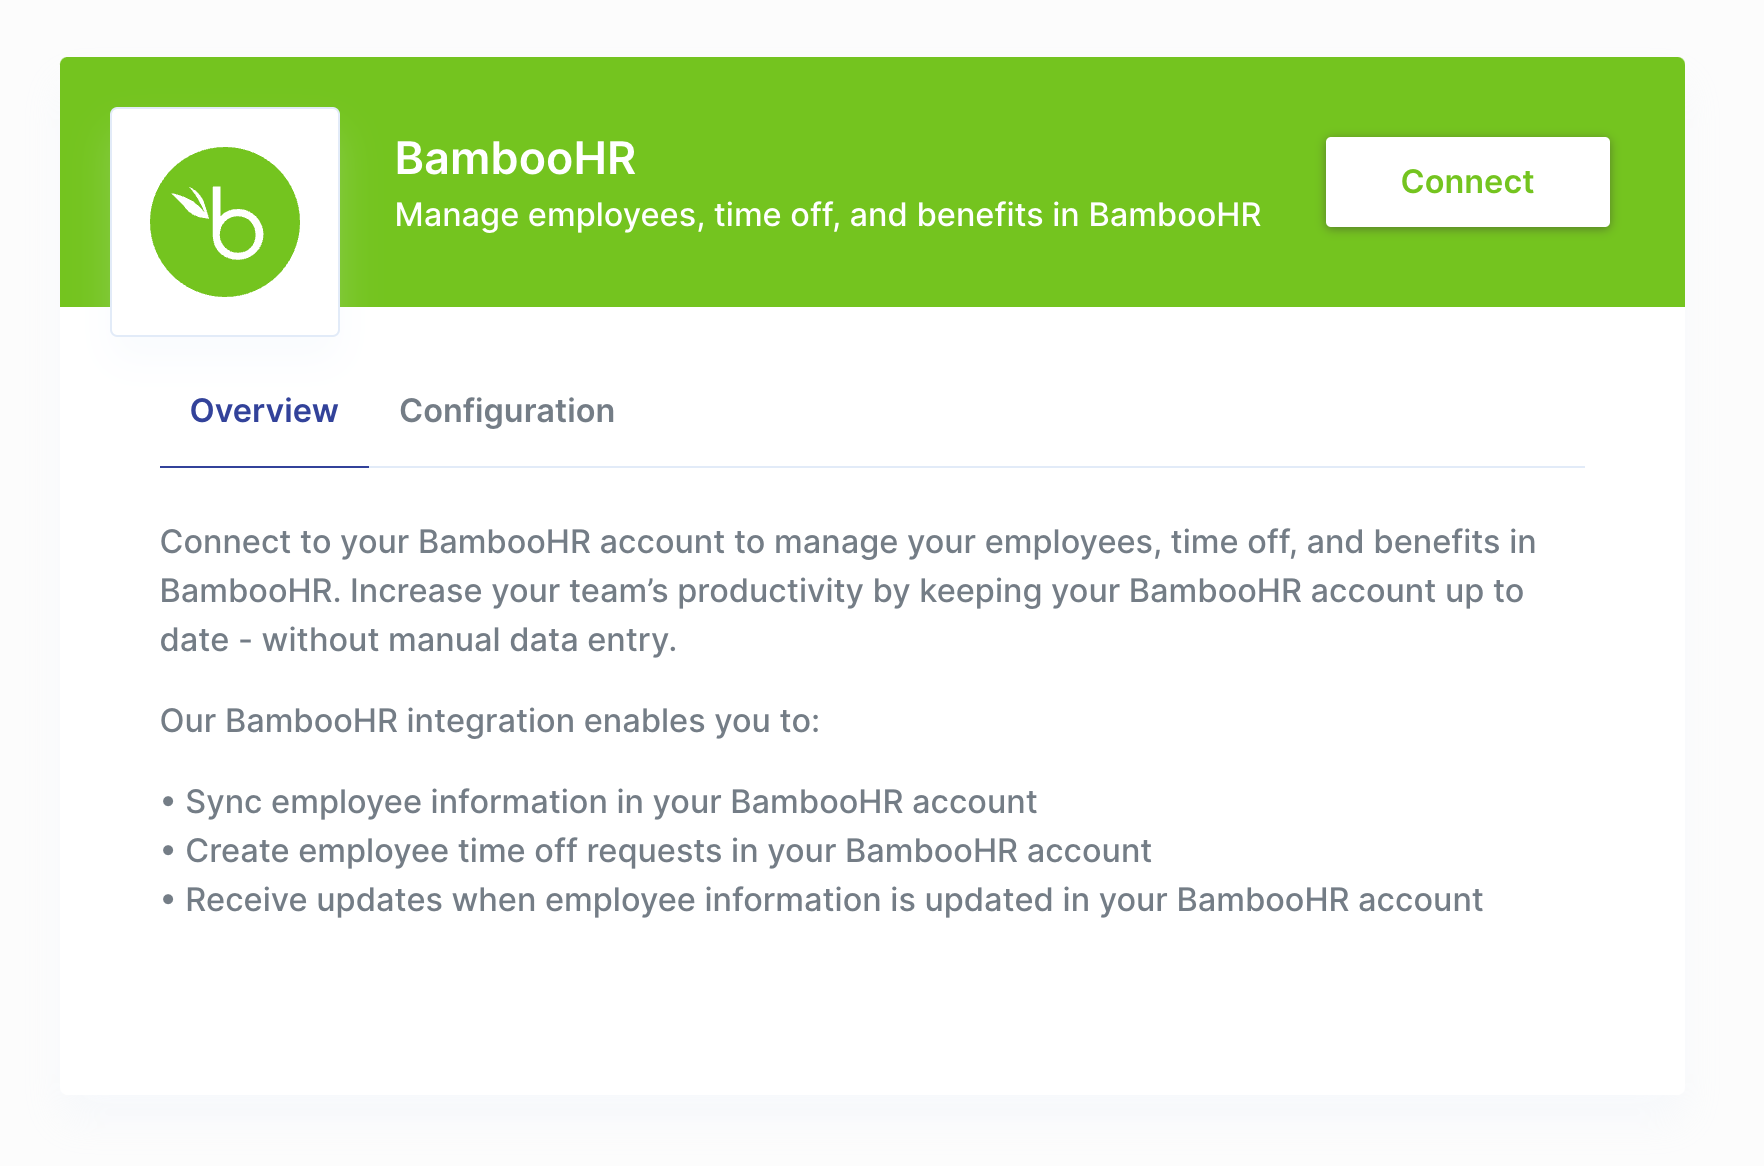 BambooHR
Manage employees, time off, and benefits in BambooHR
Connect
Overview
Configuration
Connect to your BambooHR account to manage your employees, time off, and benefits in
BambooHR. Increase your team’s productivity by keeping your BambooHR account up to
date - without manual data entry.
Our BambooHR integration enables you to:
• Sync employee information in your BambooHR account
• Create employee time off requests in your BambooHR account
• Receive updates when employee information is updated in your BambooHR account